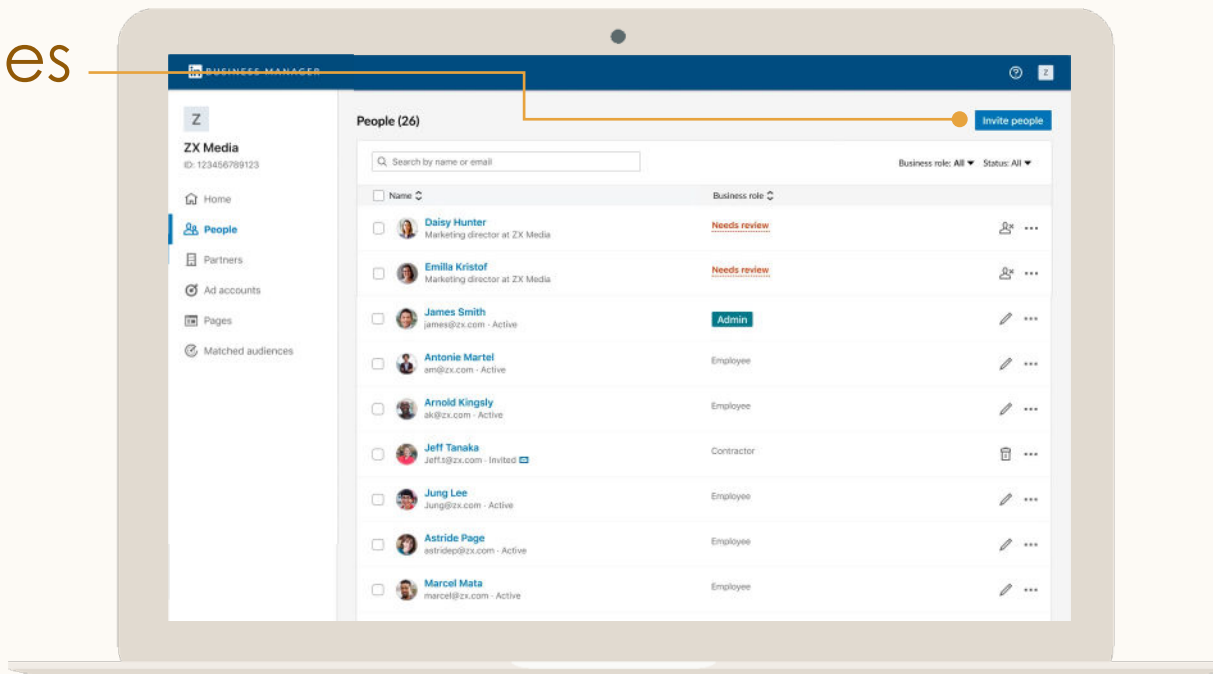 es
in BUSINESS MANAGER
Z
Z
ZX Media
ID: 123456789123
Home
People
Partners
Ad accounts
Pages
Matched audiences
People (26)
Invite people
Search by name or email
Business role: All Status: All
Name Business role
Daisy Hunter
Marketing director at ZX Media
Needs review
Emilla Kristof
Marketing director at ZX Media
Needs review
James Smith
james@zx.com - Active
Admin
Antonie Martel
am@zx.com - Active
Employee
Arnold Kingsly
ak@zx.com - Active
Employee
Jeff Tanaka
Jeff.t@zx.com - Invited
Contractor
Jung Lee
Jung@zx.com - Active
Employee
Astride Page
astridep@zx.com - Active
Employee
Marcel Mata
marcel@zx.com - Active
Employee